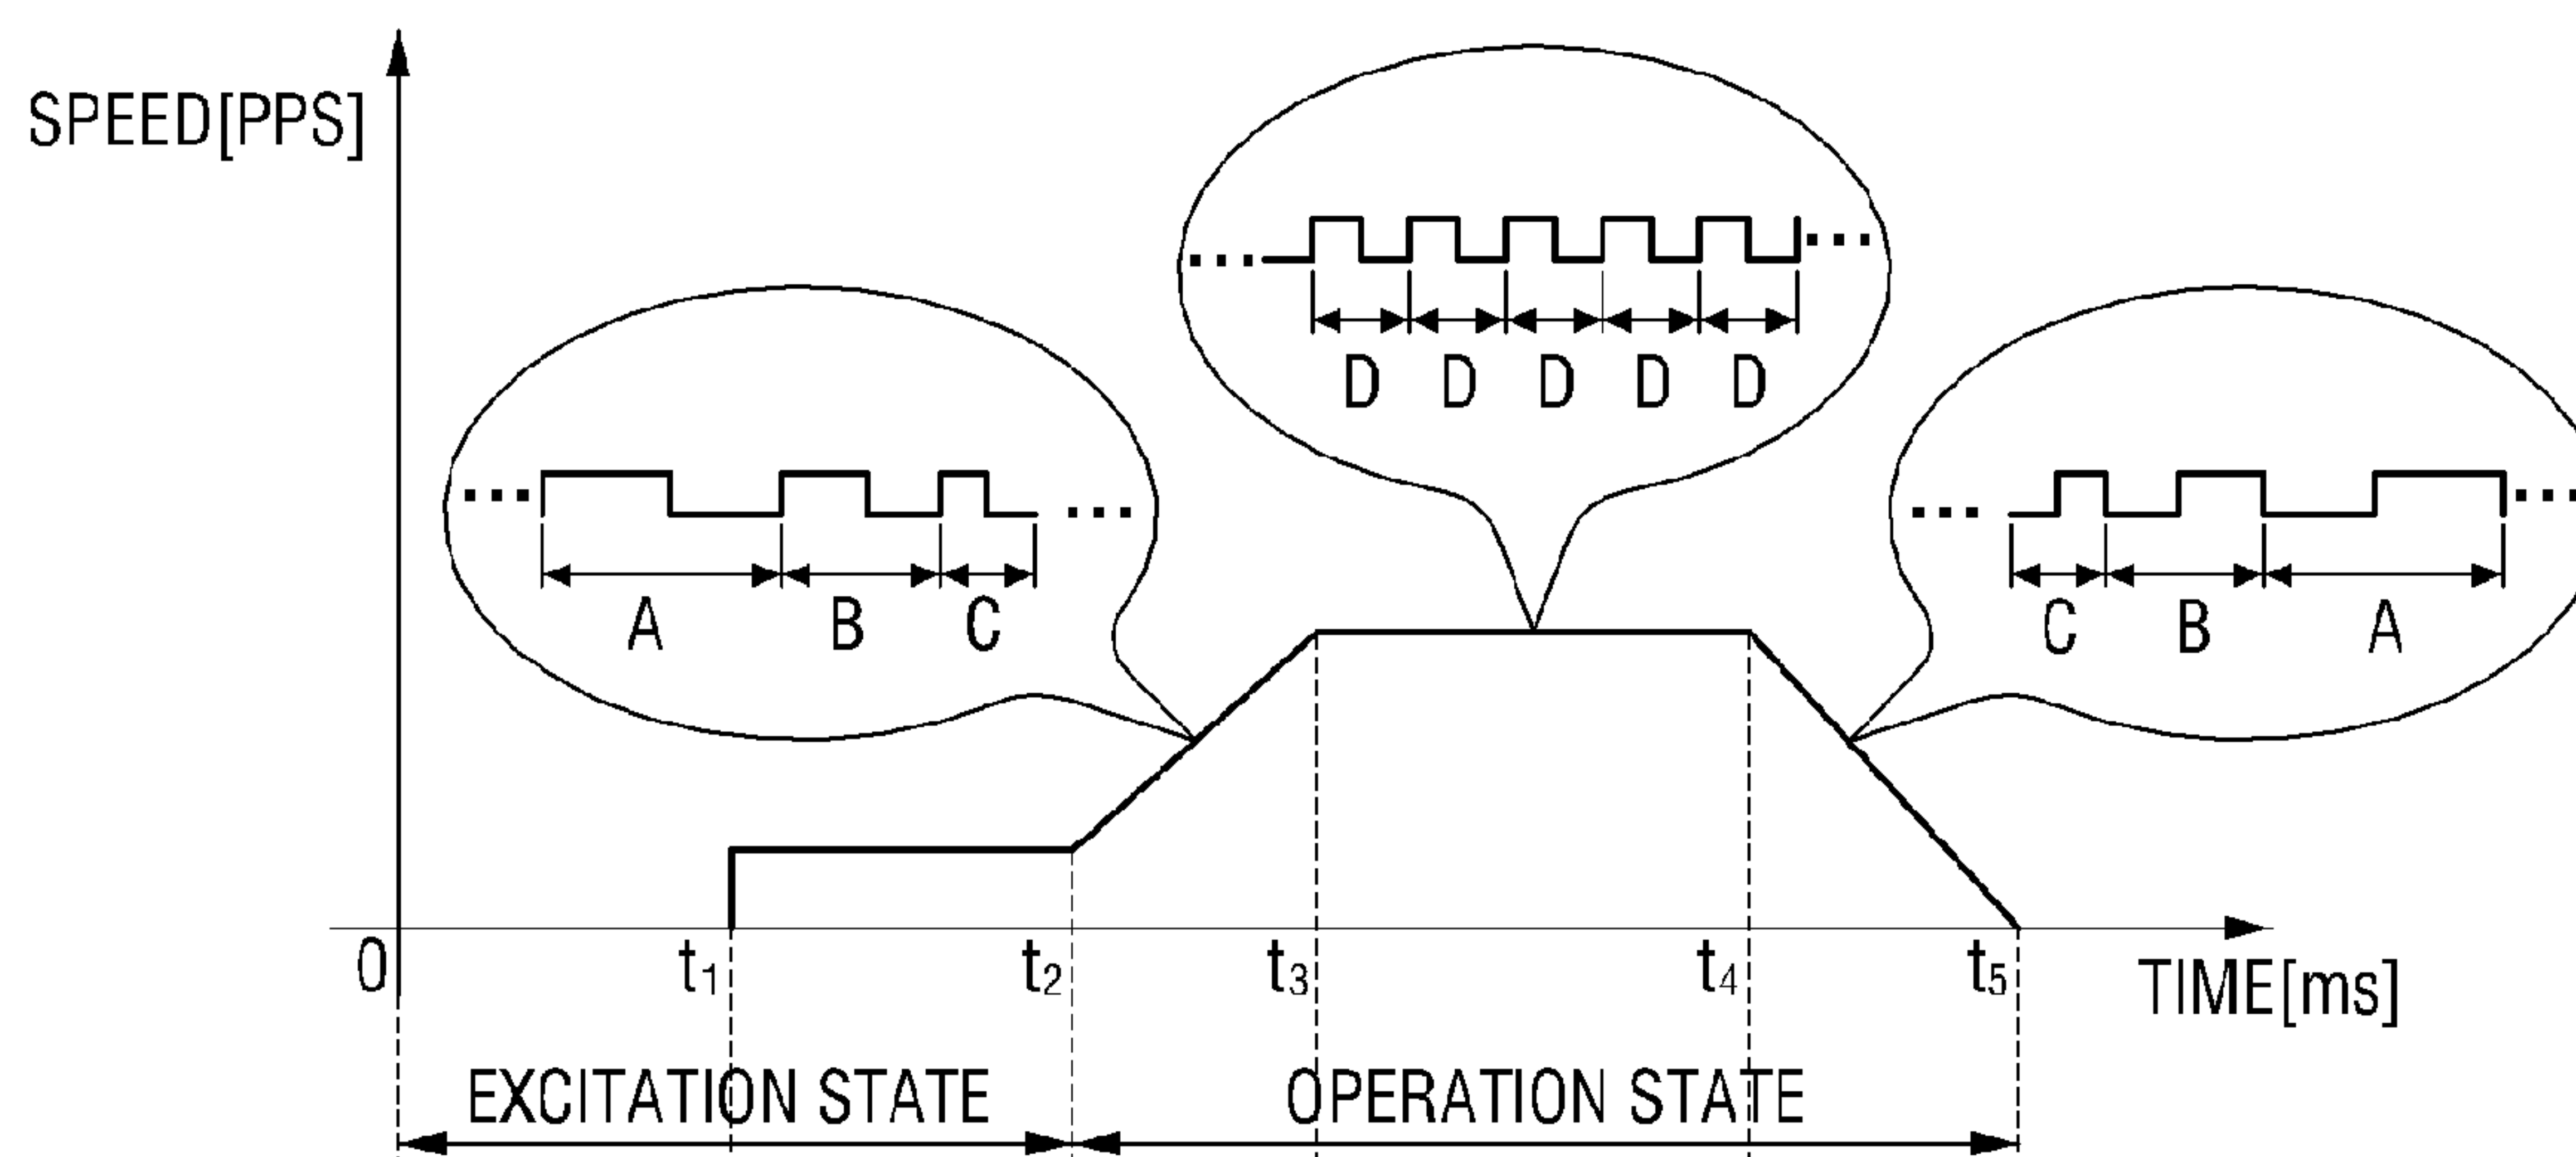 SPEED[PPS]
... ...
D D D D D
... ...
A B C
... ...
C B A
0 t₁ t₂ t₃ t₄ t₅
TIME[ms]
EXCITATION STATE OPERATION STATE